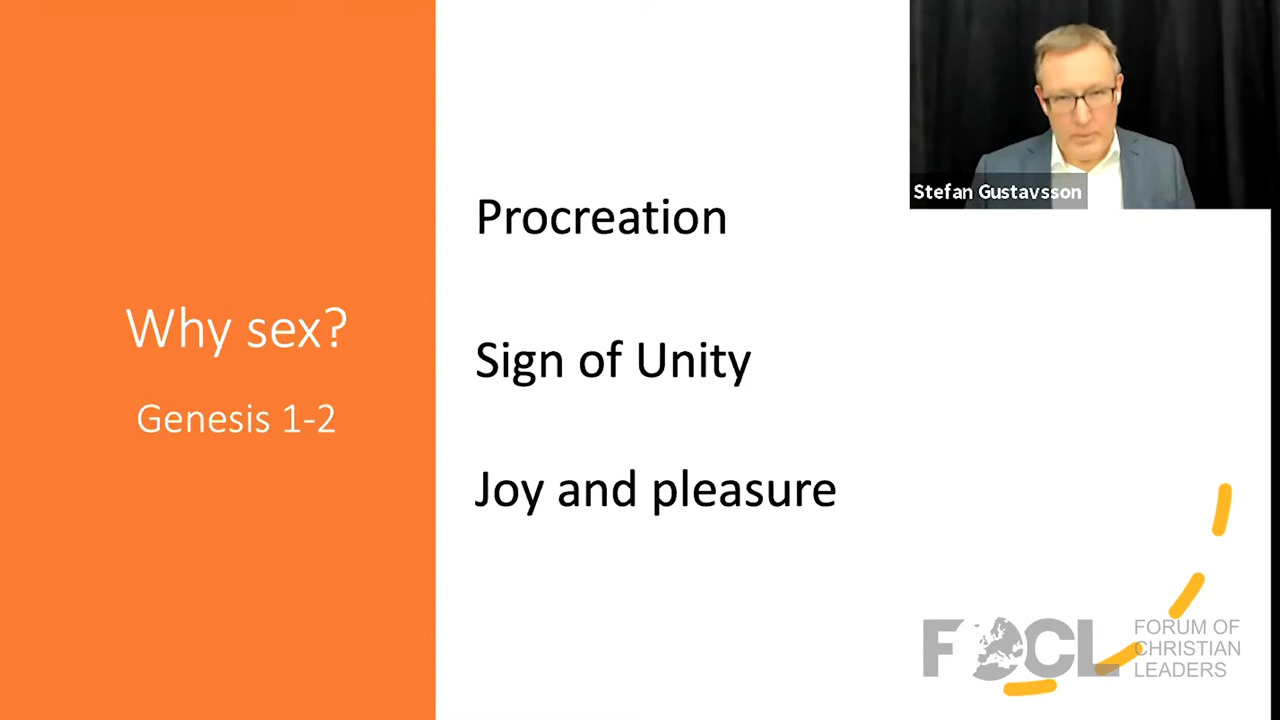 Why sex?
Genesis 1-2
Procreation
Sign of Unity
Joy and pleasure
Stefan Gustavsson
FOCL
FORUM OF
CHRISTIAN
LEADERS